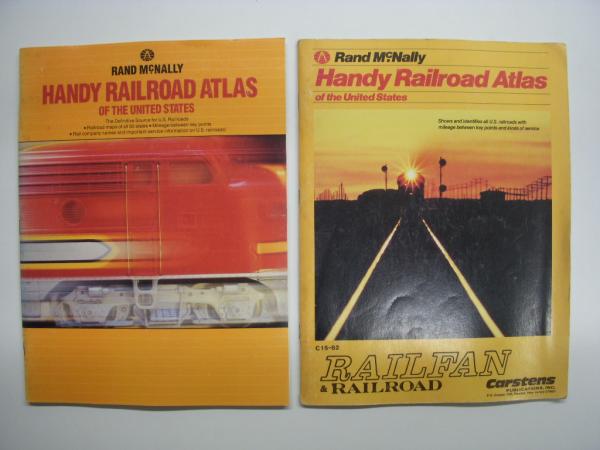 RAND McNALLY
HANDY RAILROAD ATLAS
OF THE UNITED STATES
The Definitive Source for U.S. Railroads
• Railroad maps of all 50 states • Mileage between key points
• Rail company names and important service information on U.S. railroads
Rand McNally
Handy Railroad Atlas
of the United States
Shows and identifies all U.S. railroads with
mileage between key points and kinds of service
C15-82
RAILFAN
& RAILROAD
Carstens
PUBLICATIONS, INC.